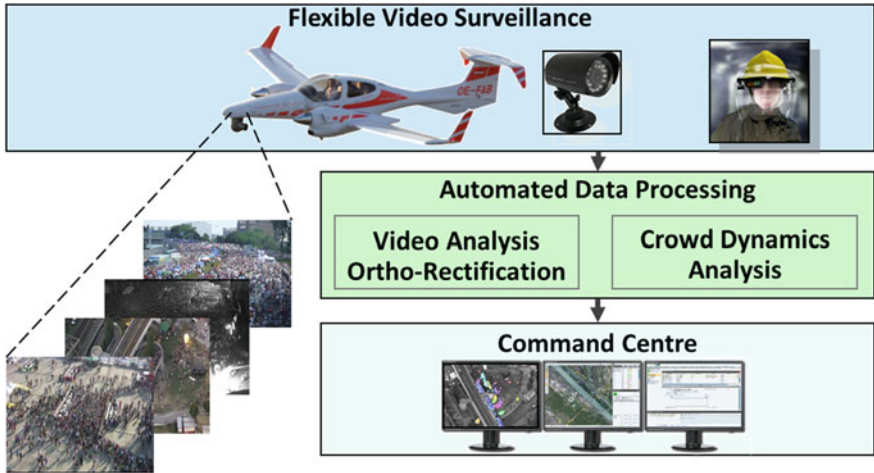 Flexible Video Surveillance
OE-FAB
Automated Data Processing
Video Analysis
Ortho-Rectification
Crowd Dynamics
Analysis
Command Centre